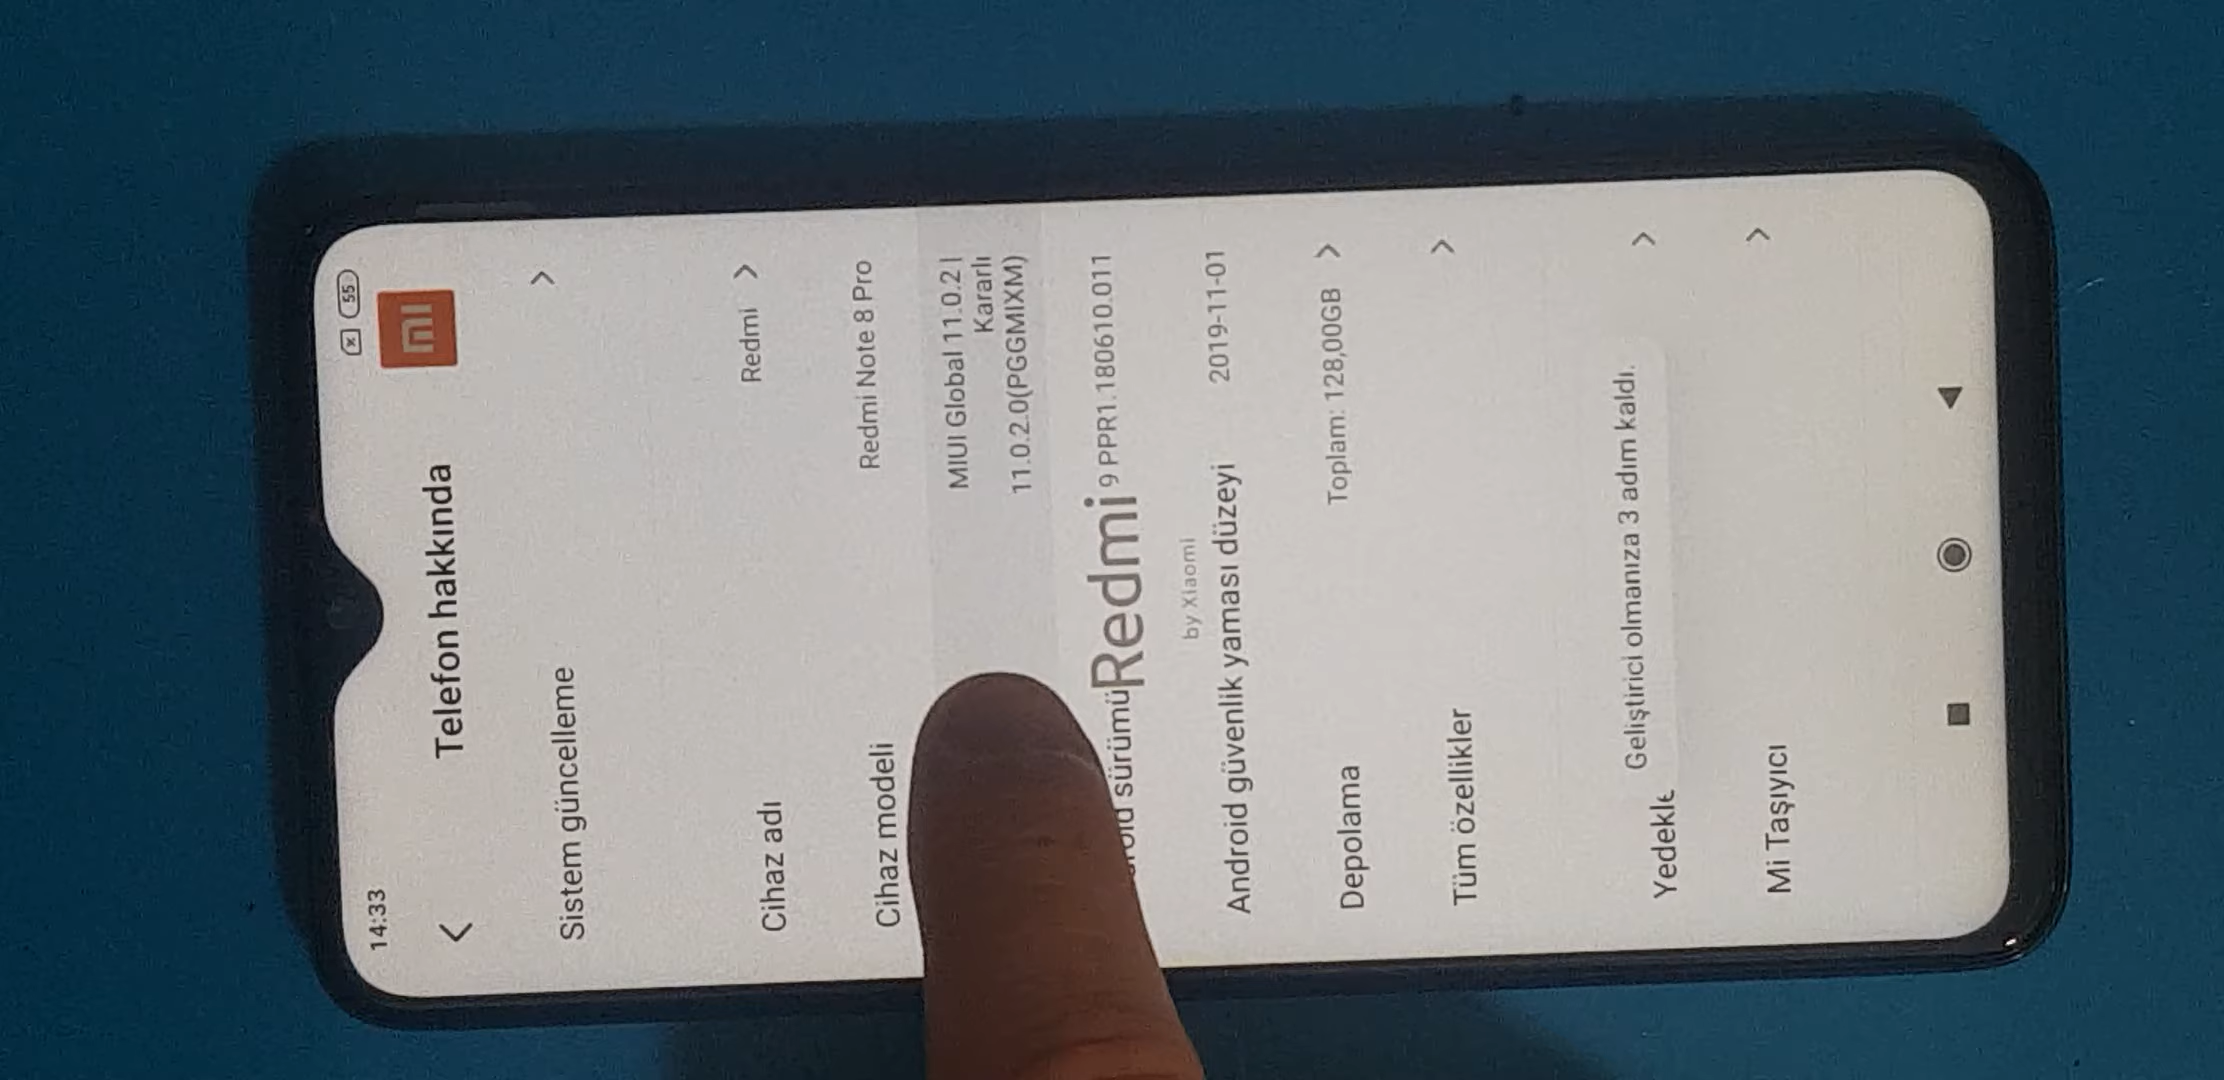 14:33
55
Telefon hakkında
mi
Sistem güncelleme
Cihaz adı
Redmi
Cihaz modeli
Redmi Note 8 Pro
MIUI Global 11.0.2 |
Kararlı
11.0.2.0(PGGMIXM)
sürümü
9 PPR1.180610.011
Redmi
by Xiaomi
Android güvenlik yaması düzeyi
2019-11-01
Depolama
Toplam: 128,00GB
Tüm özellikler
Geliştirici olmanıza 3 adım kaldı.
Yedekle
Mi Taşıyıcı